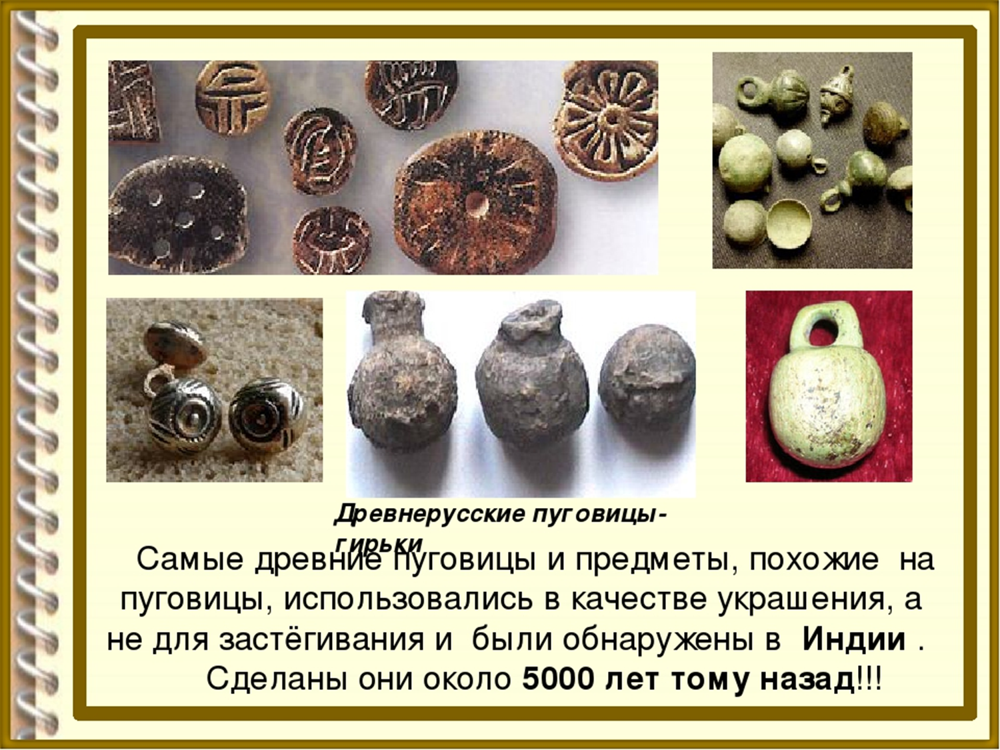 Древнерусские пуговицы-
гирьки
Самые древние пуговицы и предметы, похожие на
пуговицы, использовались в качестве украшения, а
не для застёгивания и были обнаружены в Индии .
Сделаны они около 5000 лет тому назад!!!